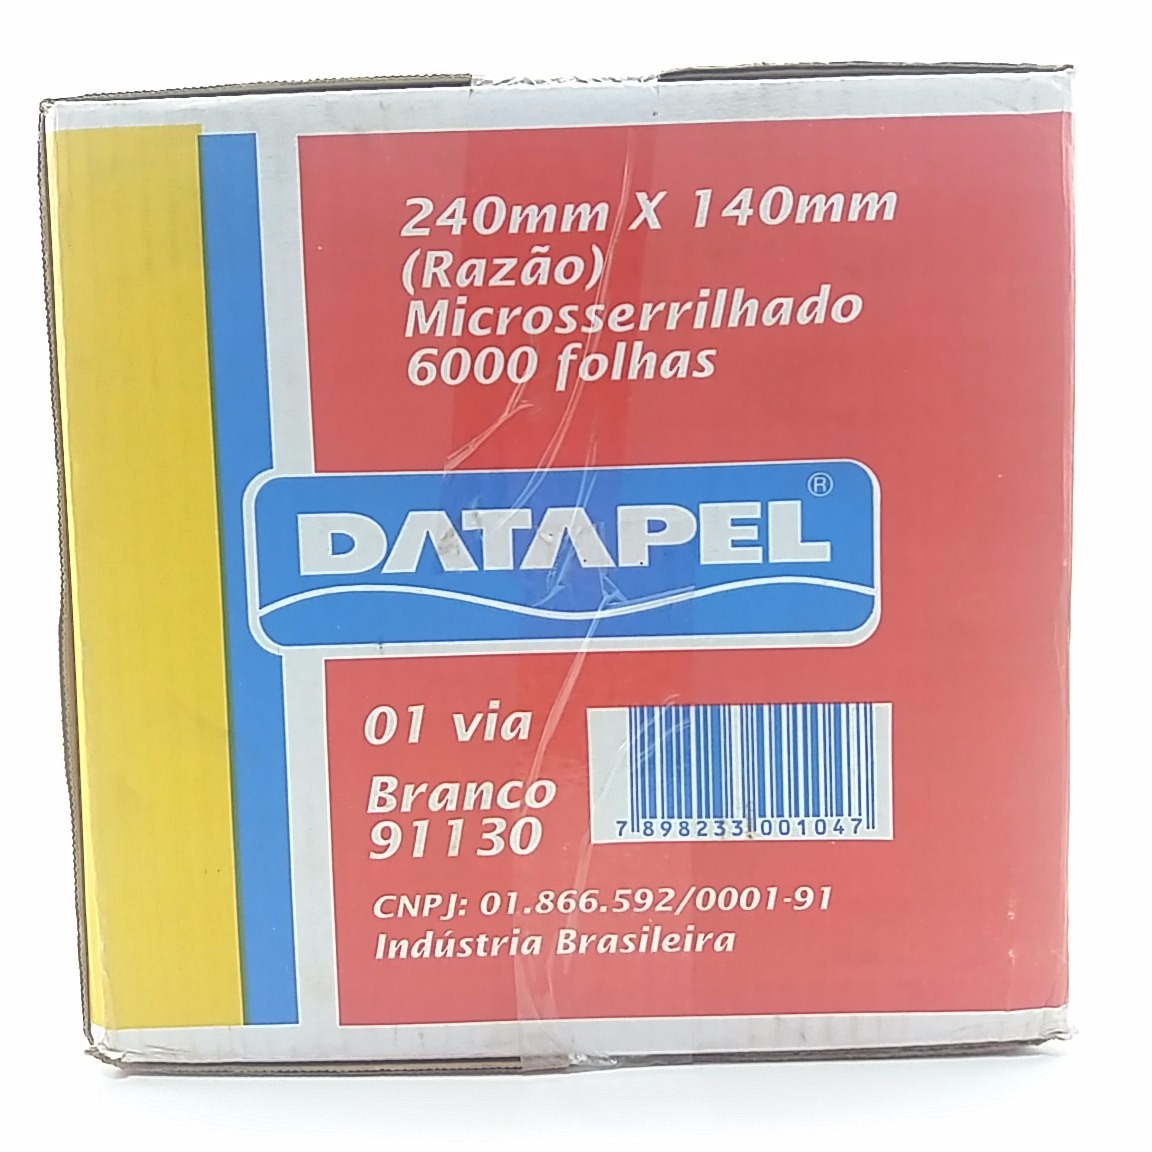 240mm X 140mm
(Razão)
Microsserrilhado
6000 folhas
DATAPEL ®
01 via
Branco
91130
7 898233 001047
CNPJ: 01.866.592/0001-91
Indústria Brasileira